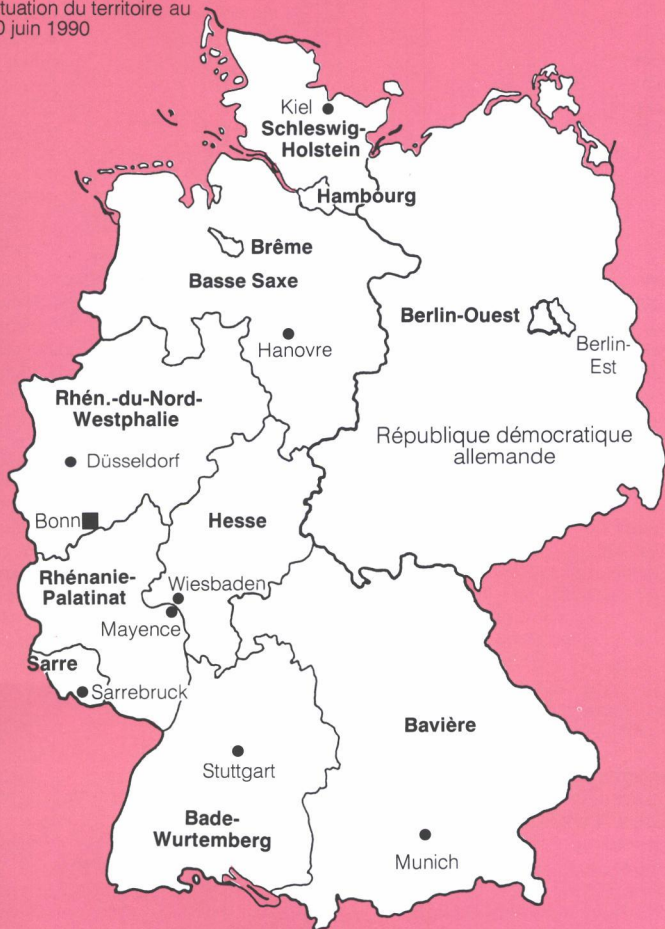 tuation du territoire au
0 juin 1990
Kiel
Schleswig-
Holstein
Hambourg
Brême
Basse Saxe
Berlin-Ouest
Berlin-
Est
Hanovre
Rhén.-du-Nord-
Westphalie
République démocratique
allemande
Düsseldorf
Bonn
Hesse
Rhénanie-
Palatinat
Wiesbaden
Mayence
Sarre
Sarrebruck
Bavière
Stuttgart
Bade-
Wurtemberg
Munich